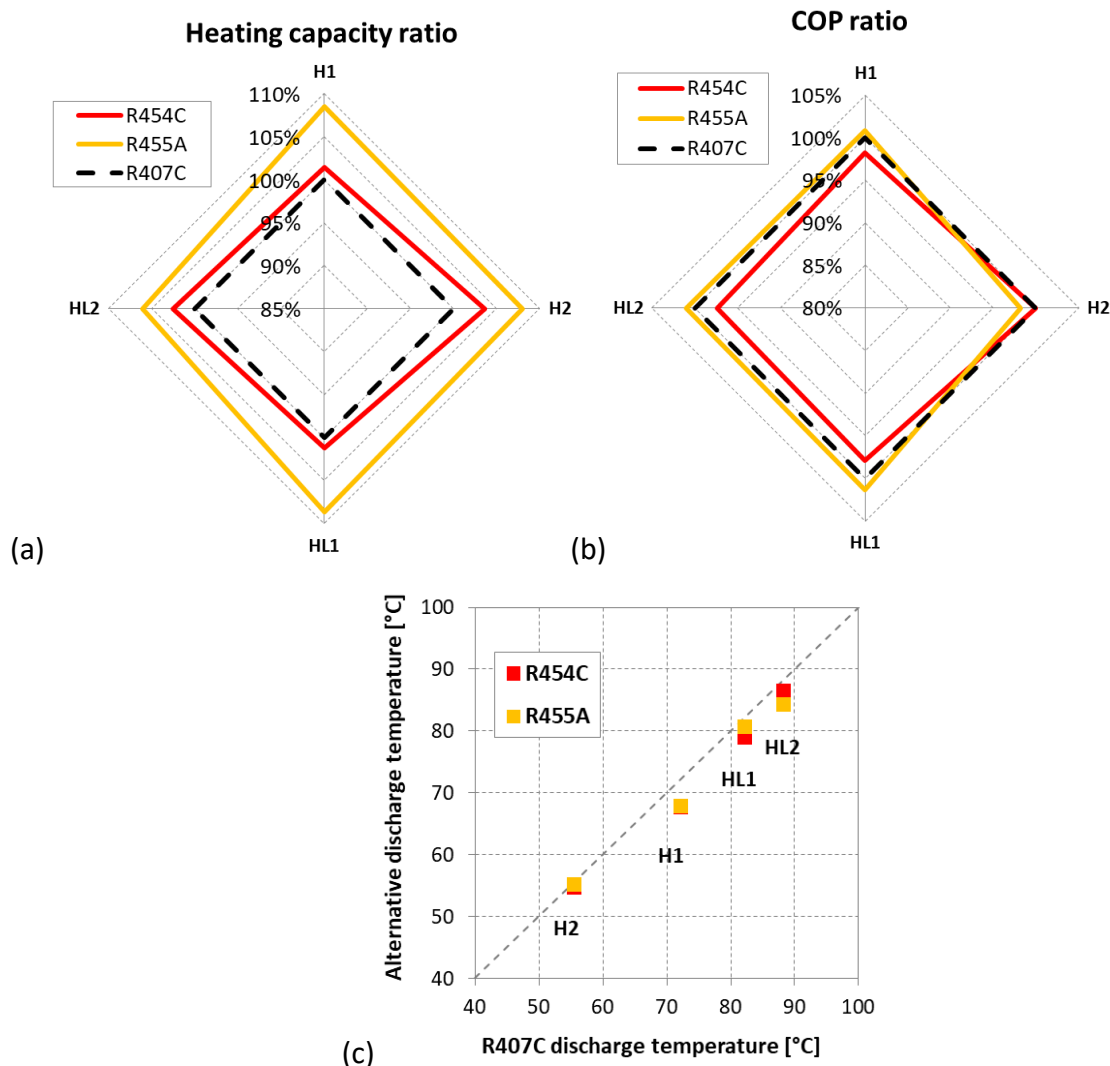 (a)
Heating capacity ratio
R454C
R455A
R407C
H1
110%
105%
100%
95%
90%
85%
HL2
H2
HL1
(b)
COP ratio
R454C
R455A
R407C
H1
105%
100%
95%
90%
85%
80%
HL2
H2
HL1
(c)
Alternative discharge temperature [°C]
100
90
80
70
60
50
40
R454C
R455A
HL2
HL1
H1
H2
40 50 60 70 80 90 100
R407C discharge temperature [°C]